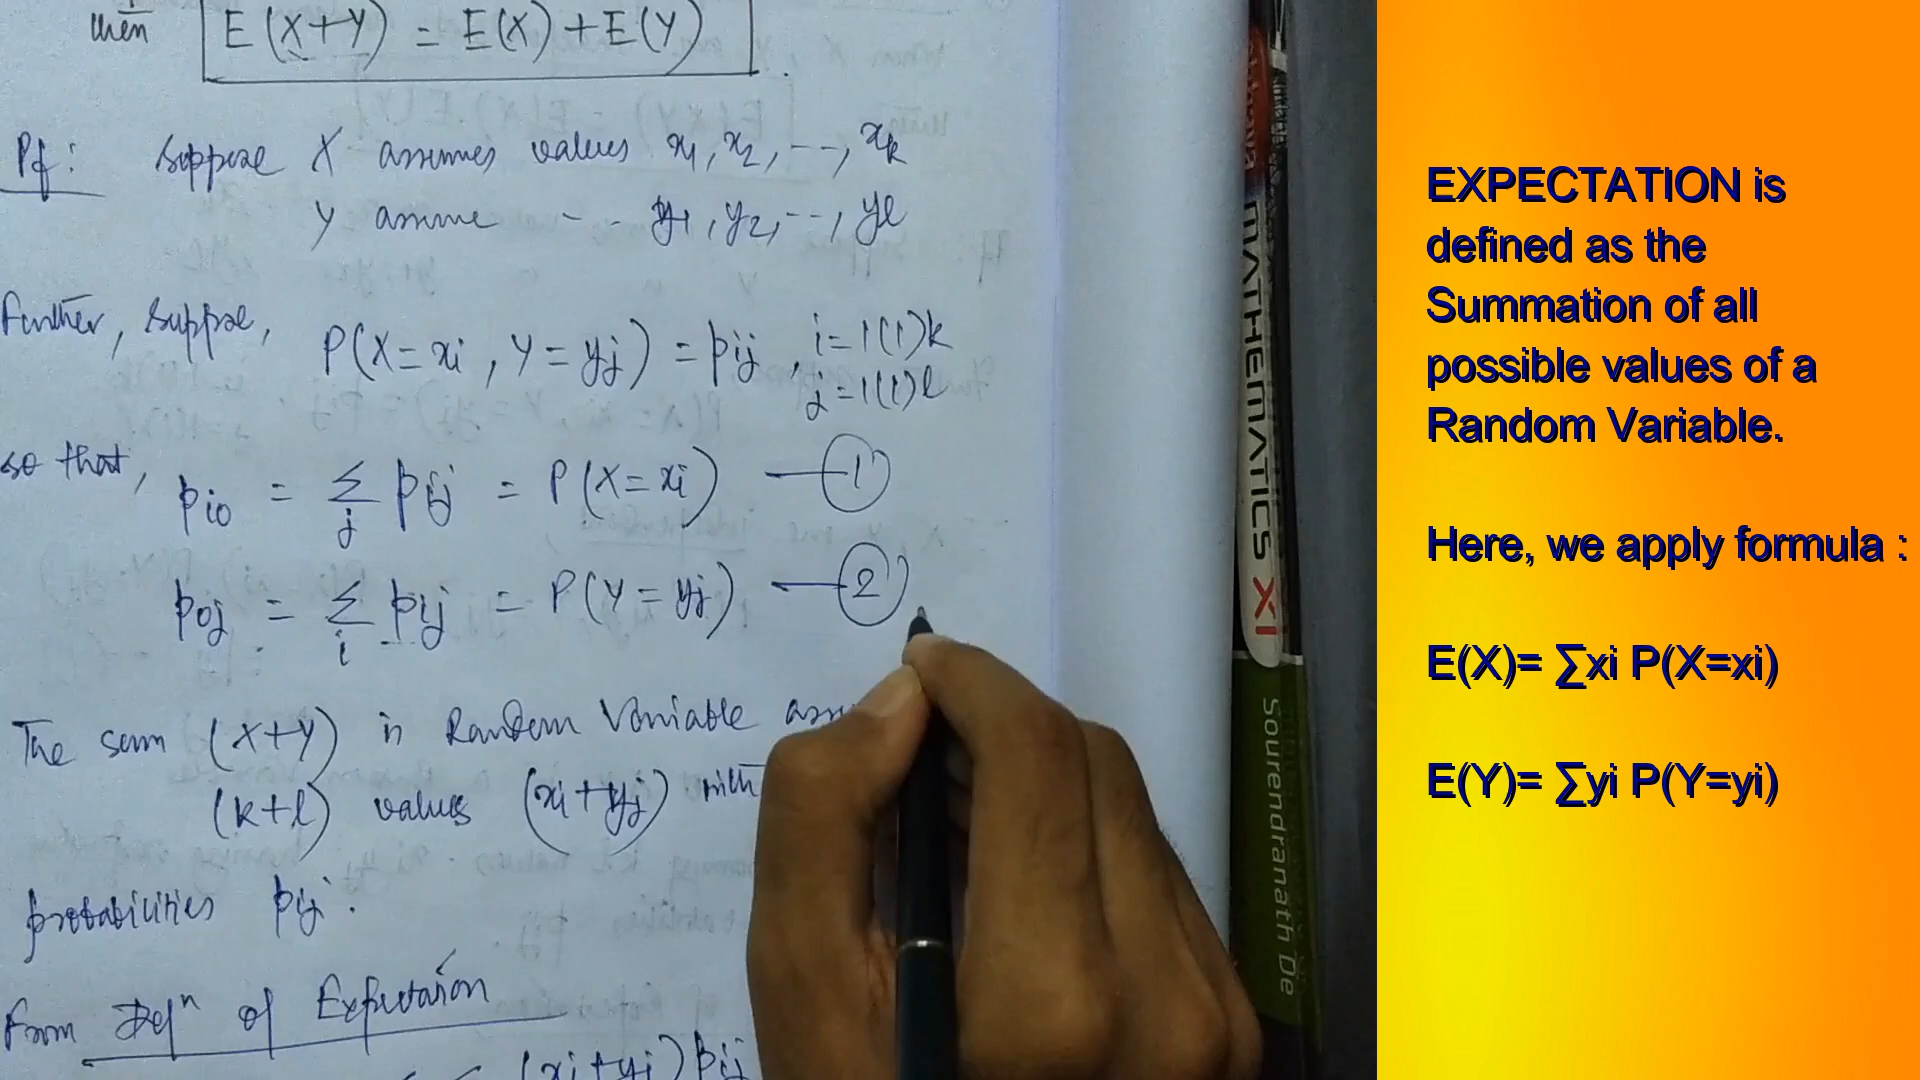 then E(X+Y) = E(X)+E(Y).
Pf: Suppose X assumes values x1, x2, --, xk
Y assume - - y1, y2, --, yl
Further, suppose, P(X=xi, Y=yj) = pij, i=1(1)k
j=1(1)l
so that, pio = ∑j pij = P(X=xi) — 1
poj = ∑i pij = P(Y=yj) — 2
The sum (X+Y) is Random Variable
(k+l) values (xi+yj) with
probabilities pij.
From Defn of Expectation
(xi+yj) pij
MATHEMATICS XI
Sourendranath De
EXPECTATION is
defined as the
Summation of all
possible values of a
Random Variable.
Here, we apply formula :
E(X)= ∑xi P(X=xi)
E(Y)= ∑yi P(Y=yi)